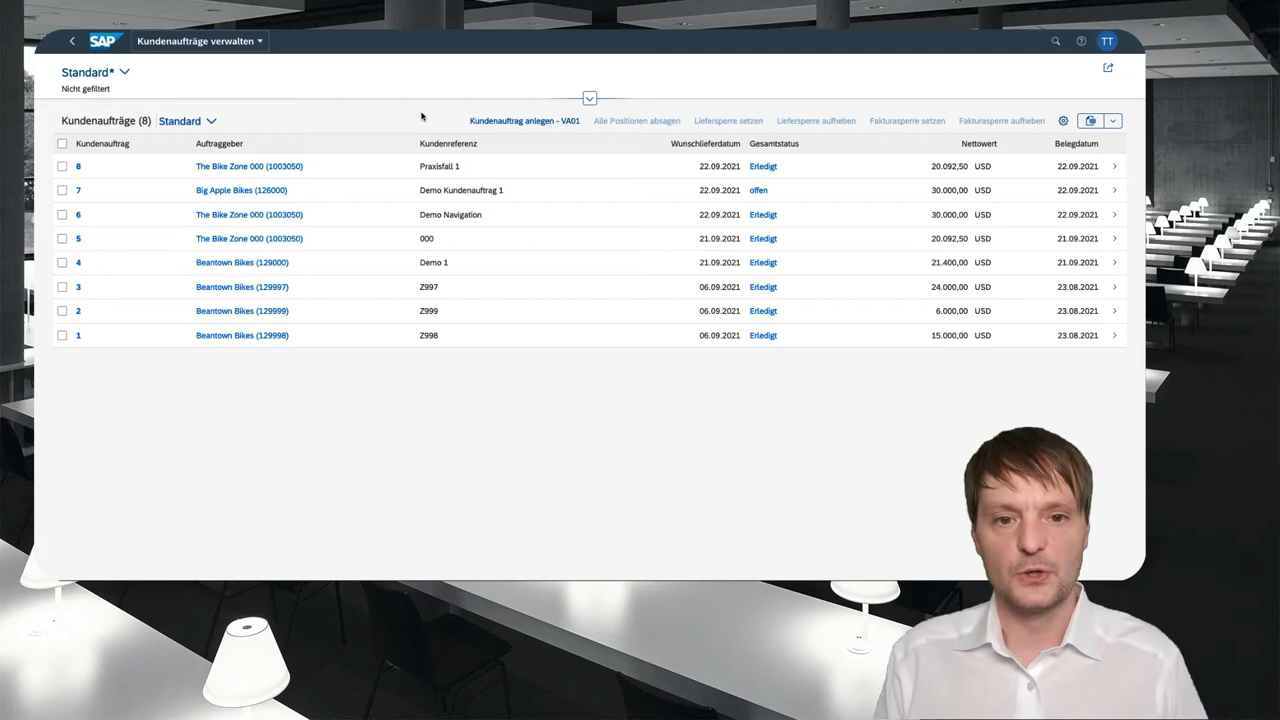 SAP Kundenaufträge verwalten TT
Standard*
Nicht gefiltert
Kundenaufträge (8) Standard Kundenauftrag anlegen - VA01 Alle Positionen absagen Liefersperre setzen Liefersperre aufheben Fakturasperre setzen Fakturasperre aufheben
Kundenauftrag Auftraggeber Kundenreferenz Wunschlieferdatum Gesamtstatus Nettowert Belegdatum
8 The Bike Zone 000 (1003050) Praxisfall 1 22.09.2021 Erledigt 20.092,50 USD 22.09.2021
7 Big Apple Bikes (126000) Demo Kundenauftrag 1 22.09.2021 offen 30.000,00 USD 22.09.2021
6 The Bike Zone 000 (1003050) Demo Navigation 22.09.2021 Erledigt 30.000,00 USD 22.09.2021
5 The Bike Zone 000 (1003050) 000 21.09.2021 Erledigt 20.092,50 USD 21.09.2021
4 Beantown Bikes (129000) Demo 1 21.09.2021 Erledigt 21.400,00 USD 21.09.2021
3 Beantown Bikes (129997) Z997 06.09.2021 Erledigt 24.000,00 USD 23.08.2021
2 Beantown Bikes (129999) Z999 06.09.2021 Erledigt 6.000,00 USD 23.08.2021
1 Beantown Bikes (129998) Z998 06.09.2021 Erledigt 15.000,00 USD 23.08.2021